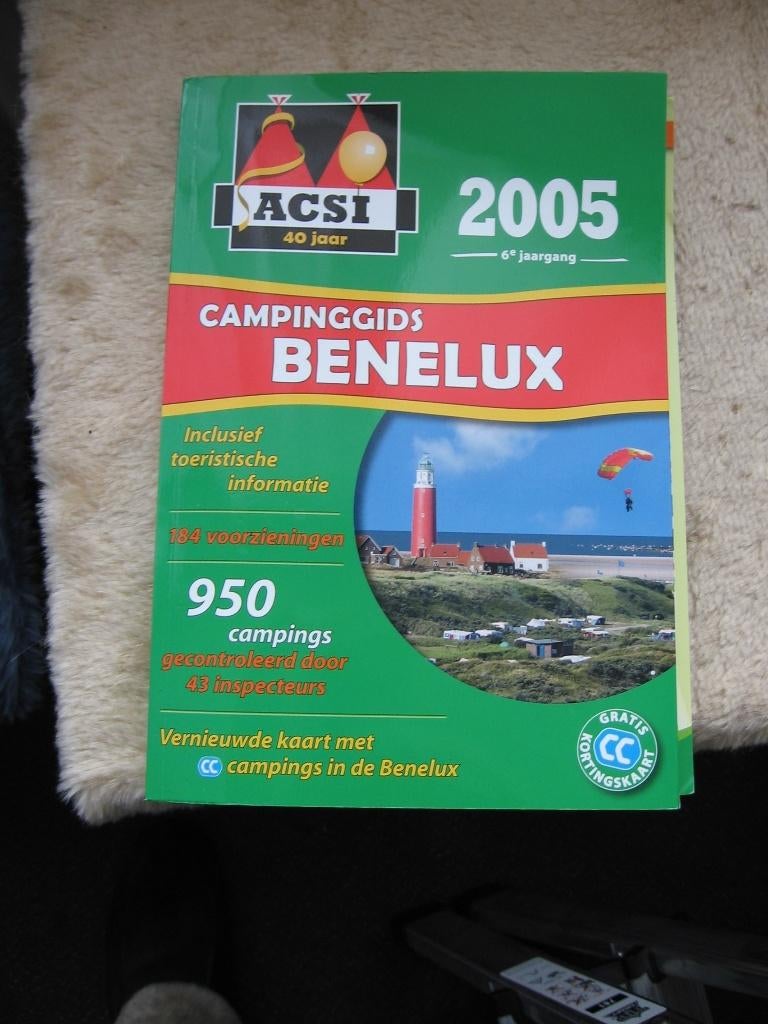 ACSI
40 jaar
2005
6e jaargang
CAMPINGGIDS
BENELUX
Inclusief
toeristische
informatie
184 voorzieningen
950
campings
gecontroleerd door
43 inspecteurs
Vernieuwde kaart met
CC campings in de Benelux
GRATIS
CC
KORTINGSKAART